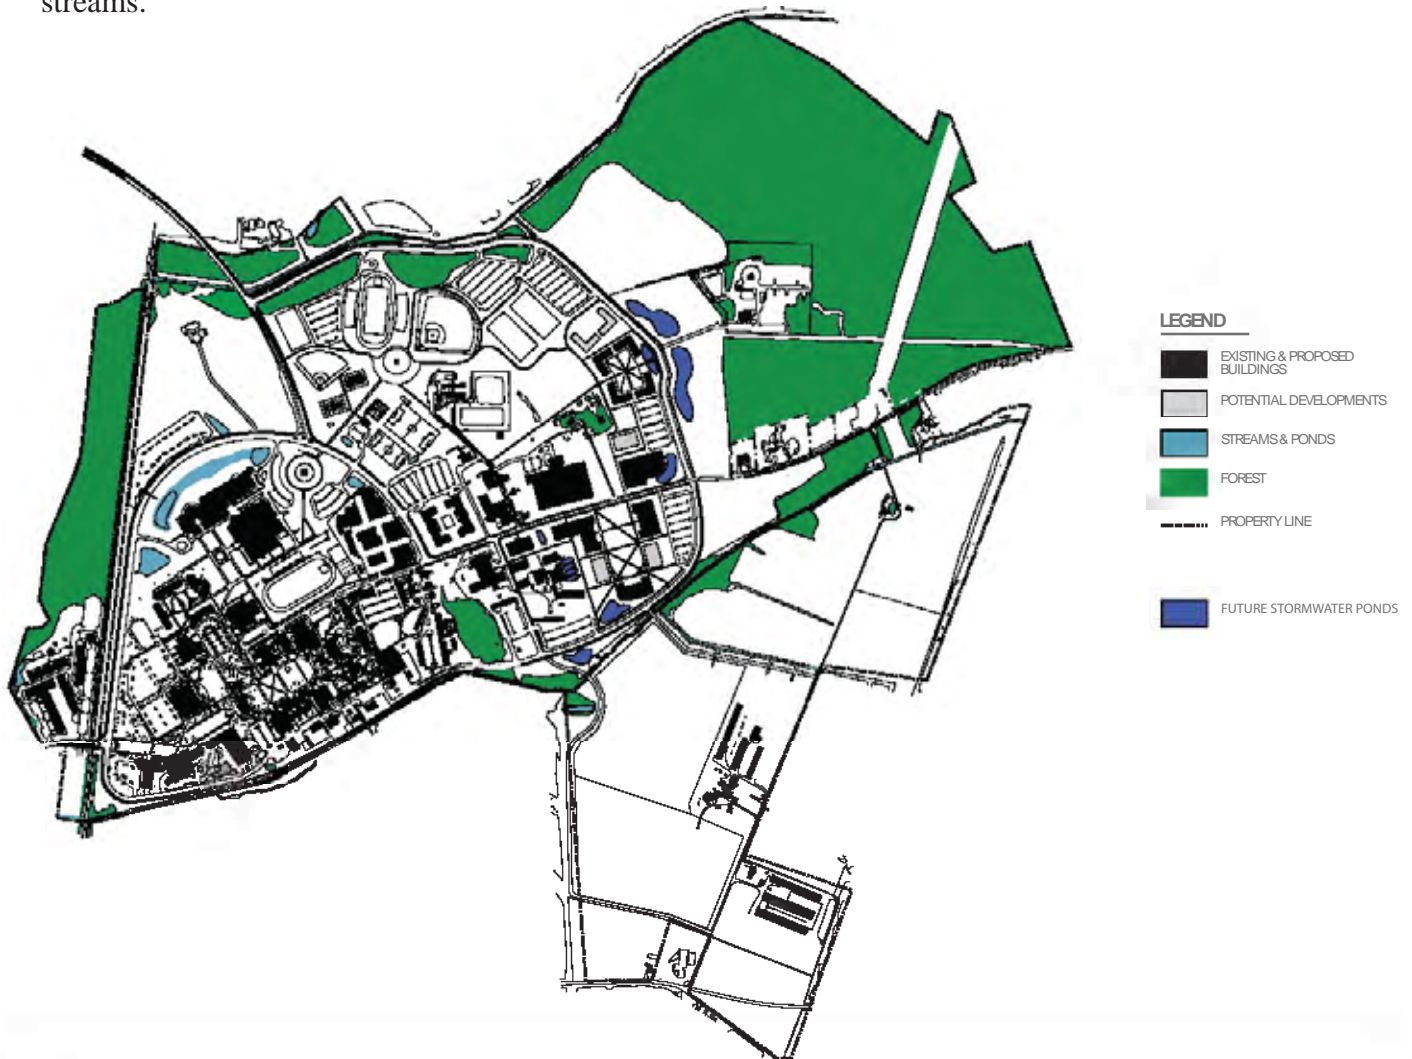 streams.
LEGEND
EXISTING & PROPOSED
BUILDINGS
POTENTIAL DEVELOPMENTS
STREAMS & PONDS
FOREST
PROPERTY LINE
FUTURE STORMWATER PONDS